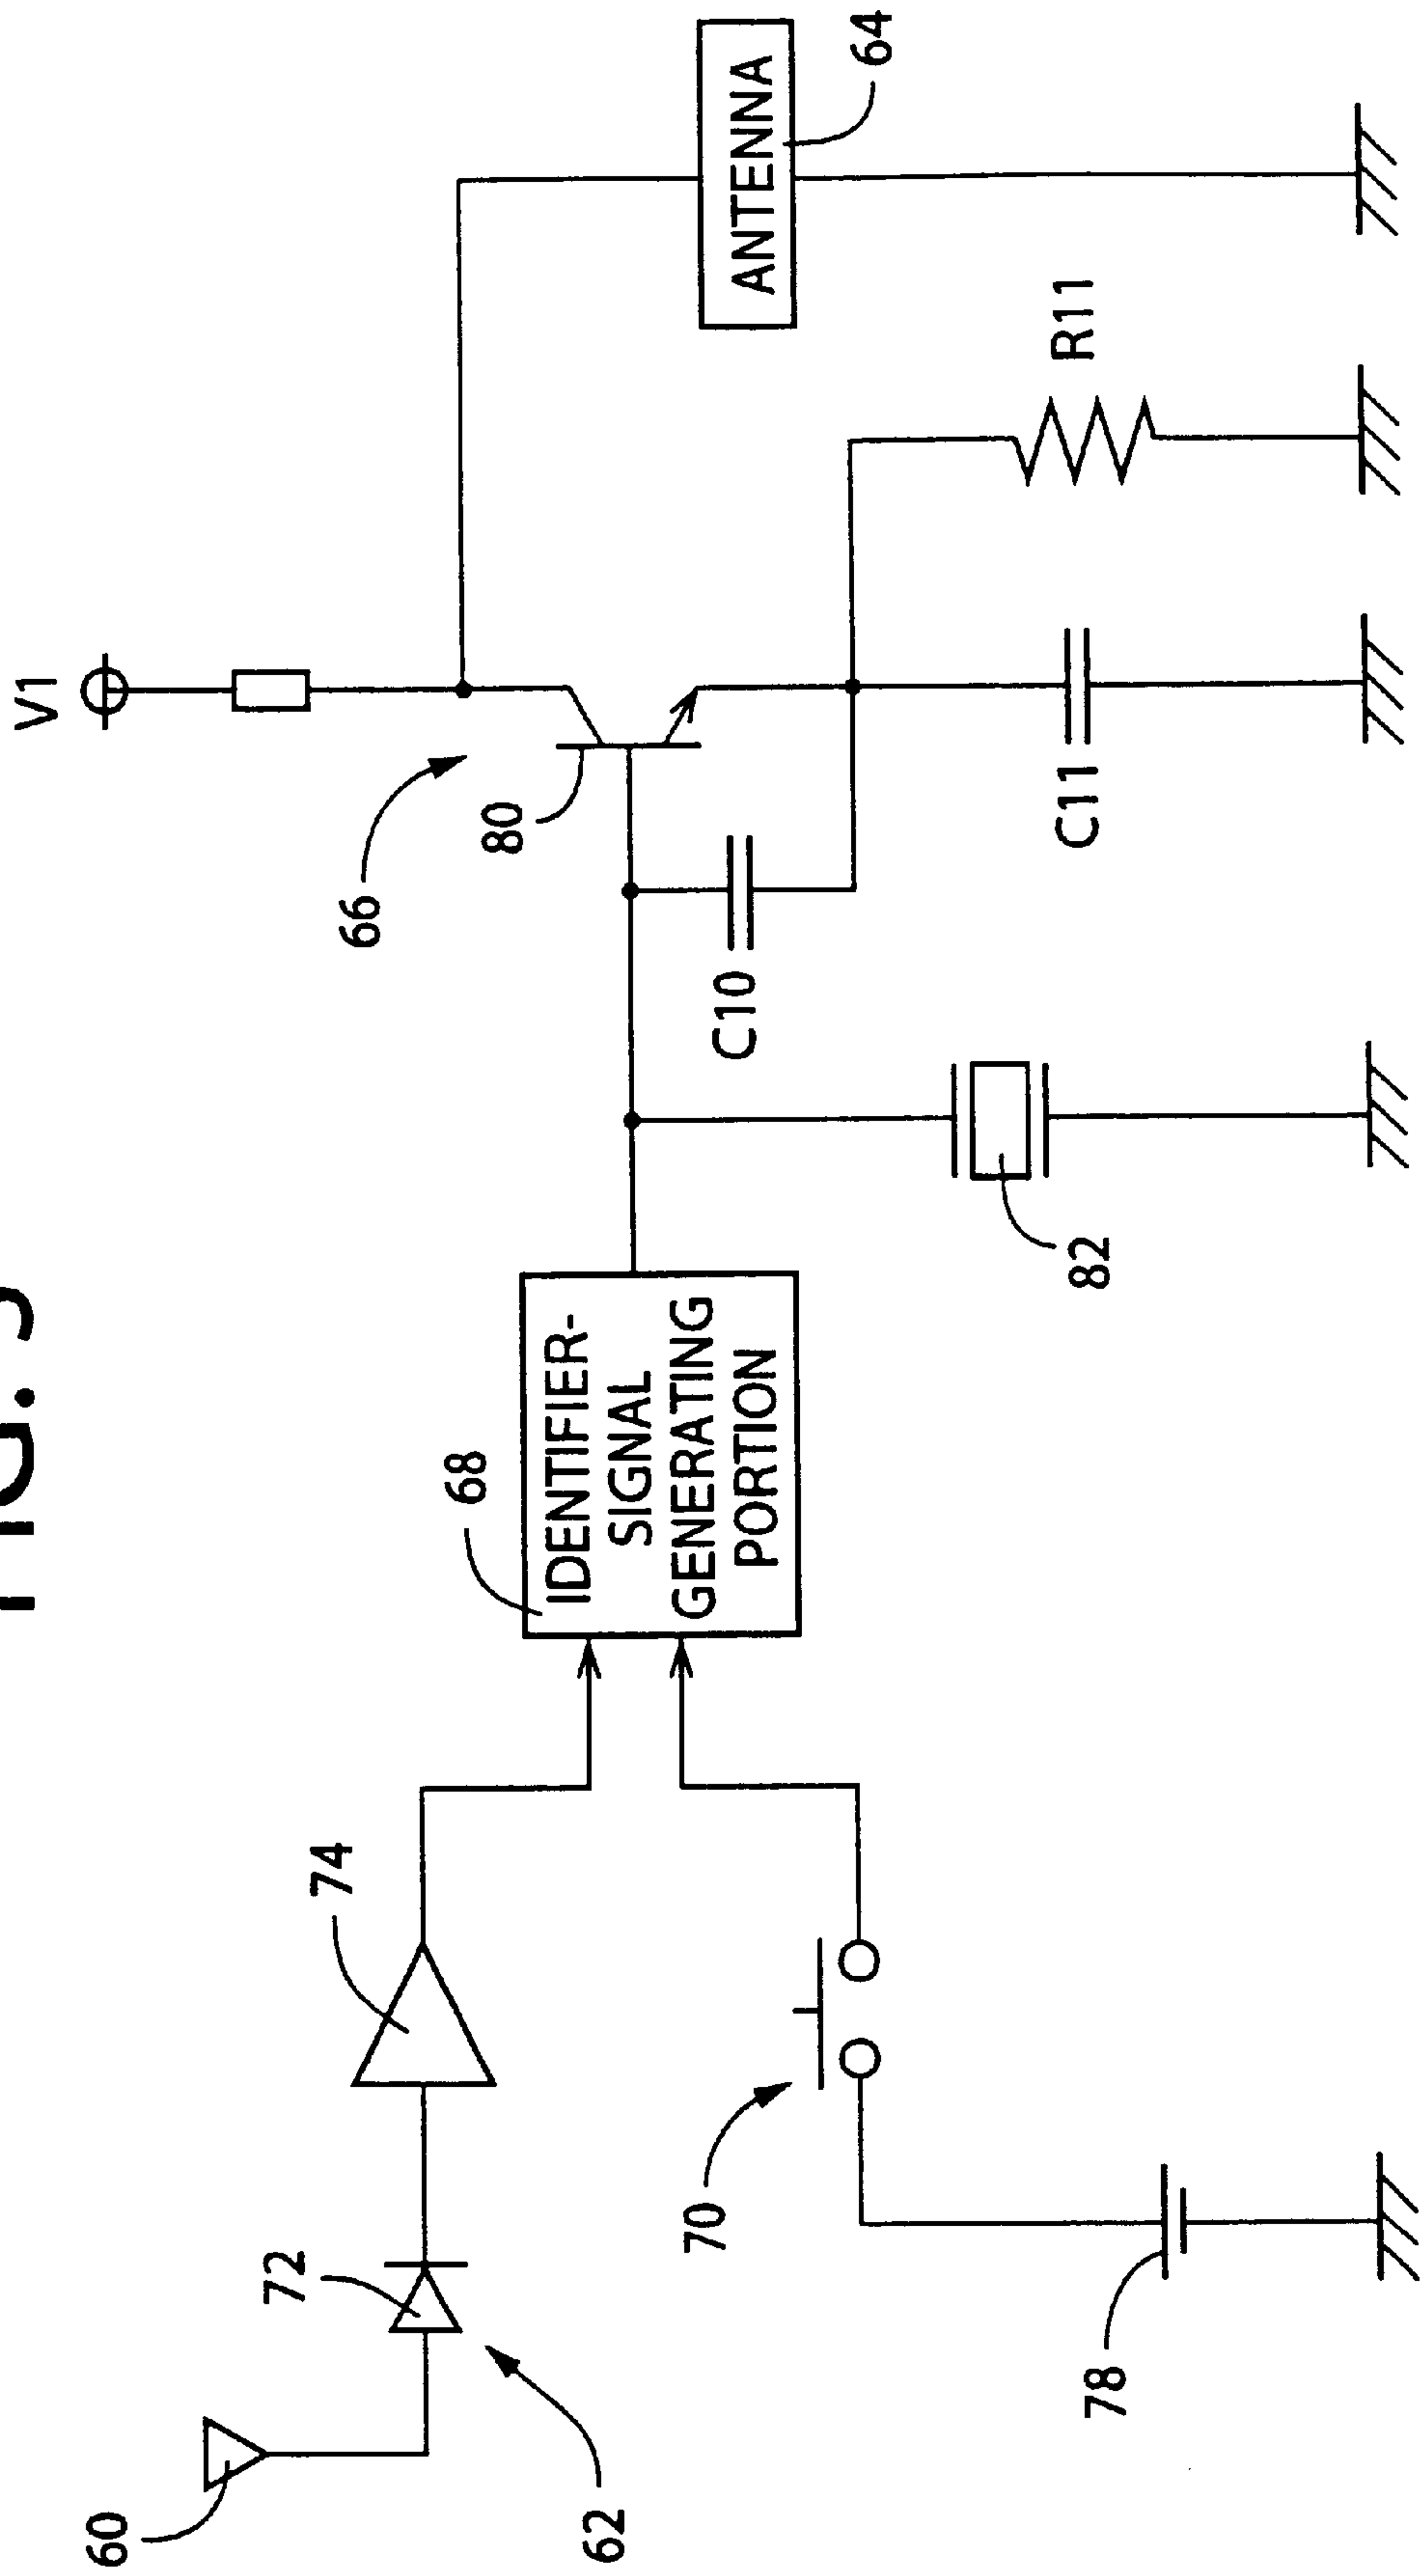 FIG.
V1
60
72
74
66
68
80
62
IDENTIFIER-
SIGNAL
GENERATING
PORTION
70
C10
ANTENNA
64
78
82
C11
R11